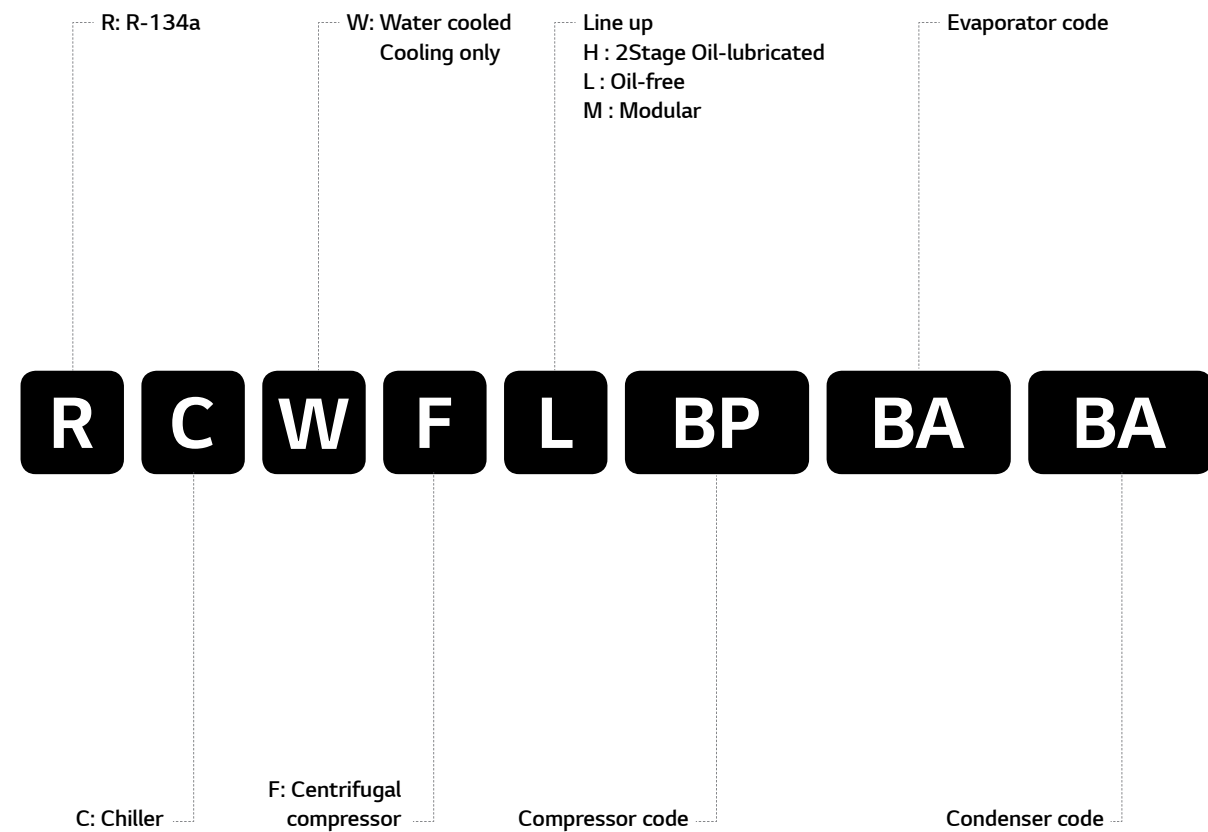 R: R-134a
W: Water cooled
Cooling only
Line up
H : 2Stage Oil-lubricated
L : Oil-free
M : Modular
Evaporator code
R C W F L BP BA BA
C: Chiller
F: Centrifugal
compressor
Compressor code
Condenser code